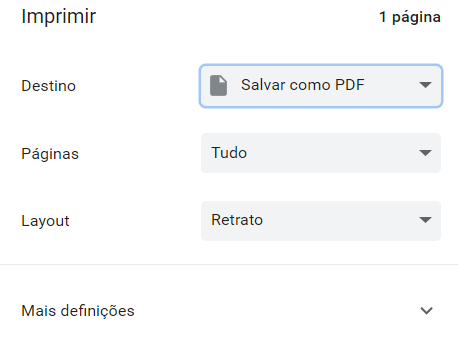 Imprimir 1 página
Destino Salvar como PDF
Páginas Tudo
Layout Retrato
Mais definições